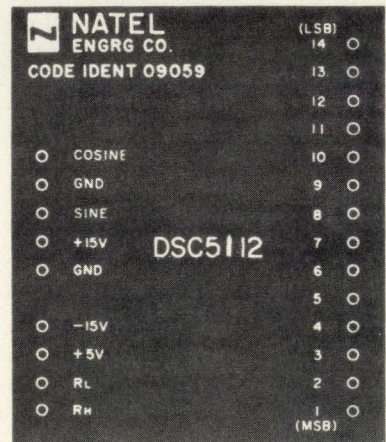 NATEL
ENGRG CO.
CODE IDENT 09059
(LSB)
14
13
12
11
10
9
8
7
6
5
4
3
2
1
(MSB)
COSINE
GND
SINE
+15V
GND
-15V
+5V
RL
RH
DSC5112